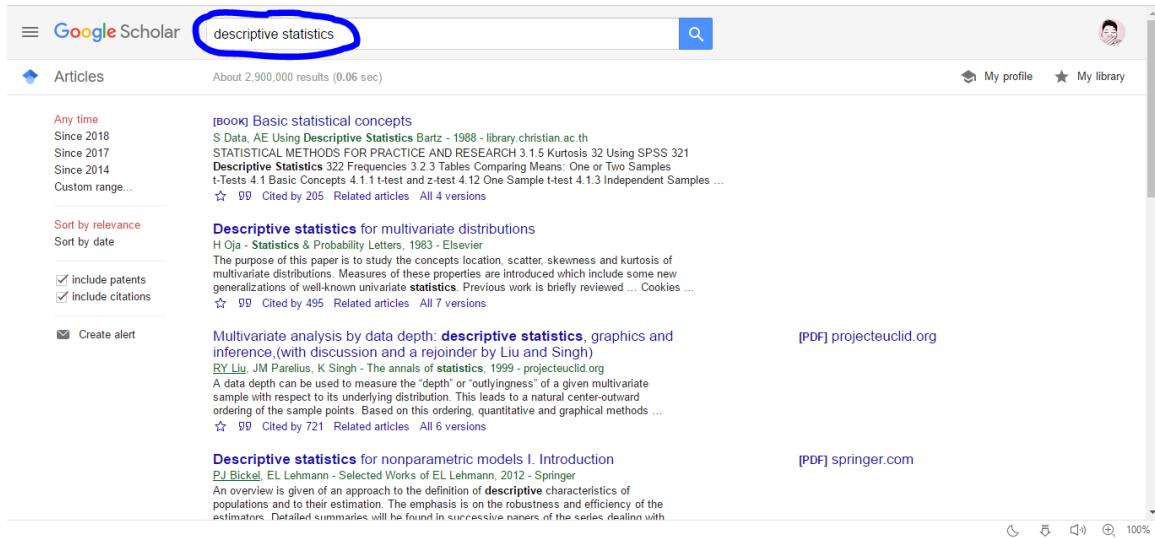 Google Scholar
descriptive statistics
Articles
About 2,900,000 results (0.06 sec)
My profile
My library
Any time
Since 2018
Since 2017
Since 2014
Custom range...
Sort by relevance
Sort by date
include patents
include citations
Create alert
[BOOK] Basic statistical concepts
S Data, AE Using Descriptive Statistics Bartz - 1988 - library.christian.ac.th
STATISTICAL METHODS FOR PRACTICE AND RESEARCH 3.1.5 Kurtosis 32 Using SPSS 321
Descriptive Statistics 322 Frequencies 3.2.3 Tables Comparing Means: One or Two Samples
t-Tests 4.1 Basic Concepts 4.1.1 t-test and z-test 4.12 One Sample t-test 4.1.3 Independent Samples …
Cited by 205 Related articles All 4 versions
Descriptive statistics for multivariate distributions
H Oja - Statistics & Probability Letters, 1983 - Elsevier
The purpose of this paper is to study the concepts location, scatter, skewness and kurtosis of
multivariate distributions. Measures of these properties are introduced which include some new
generalizations of well-known univariate statistics. Previous work is briefly reviewed … Cookies …
Cited by 495 Related articles All 7 versions
Multivariate analysis by data depth: descriptive statistics, graphics and
inference,(with discussion and a rejoinder by Liu and Singh)
RY Liu, JM Parelius, K Singh - The annals of statistics, 1999 - projecteuclid.org
A data depth can be used to measure the "depth" or "outlyingness" of a given multivariate
sample with respect to its underlying distribution. This leads to a natural center-outward
ordering of the sample points. Based on this ordering, quantitative and graphical methods …
Cited by 721 Related articles All 6 versions
[PDF] projecteuclid.org
Descriptive statistics for nonparametric models I. Introduction
PJ Bickel, EL Lehmann - Selected Works of EL Lehmann, 2012 - Springer
An overview is given of an approach to the definition of descriptive characteristics of
populations and to their estimation. The emphasis is on the robustness and efficiency of the
estimators. Detailed summaries will be found in successive papers of the series dealing with
[PDF] springer.com
100%